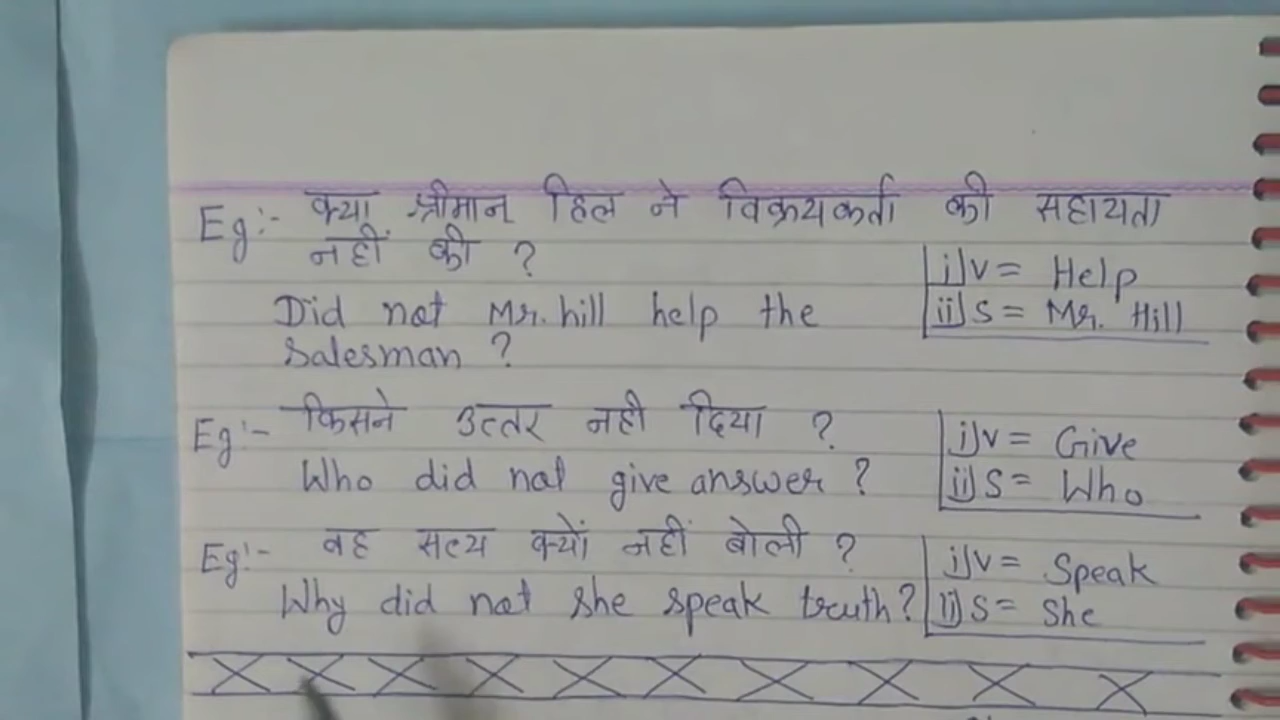 Eg:- क्या श्रीमान हिल ने विक्रयकर्ता की सहायता
नहीं की ?
i) V = Help
Did not Mr. hill help the
ii) S = Mr. Hill
Salesman ?
Eg:- किसने उत्तर नही दिया ?
i) V = Give
Who did not give answer ?
ii) S = Who
Eg:- वह सत्य क्यों नहीं बोली ?
i) V = Speak
Why did not she speak truth?
ii) S = She